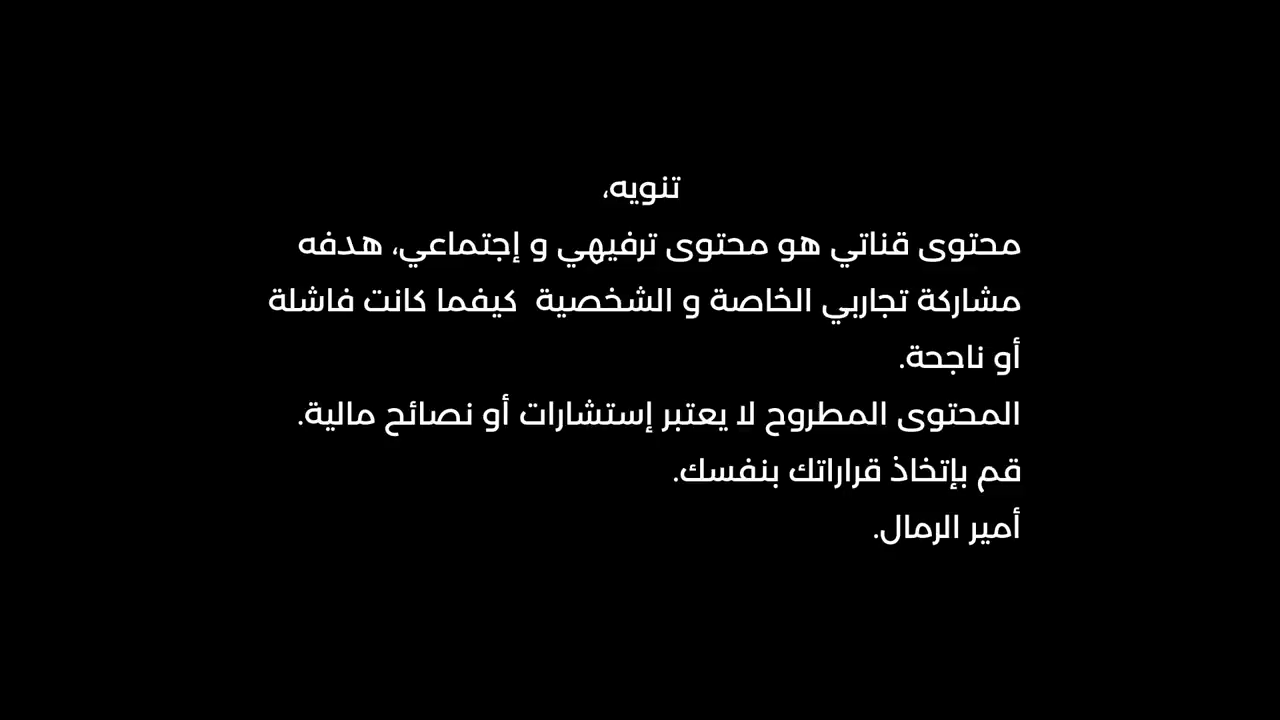 تنويه،
محتوى قناتي هو محتوى ترفيهي و إجتماعي، هدفه
مشاركة تجاربي الخاصة و الشخصية كيفما كانت فاشلة
أو ناجحة.
المحتوى المطروح لا يعتبر إستشارات أو نصائح مالية.
قم بإتخاذ قراراتك بنفسك.
أمير الرمال.